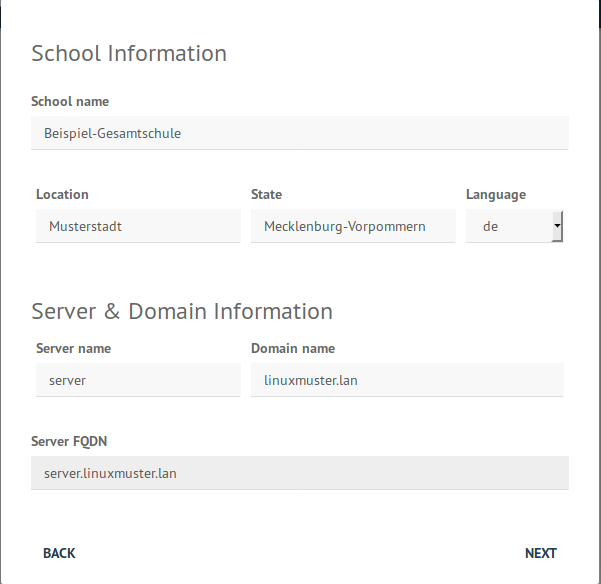 School Information
School name
Beispiel-Gesamtschule
Location State Language
Musterstadt Mecklenburg-Vorpommern de
Server & Domain Information
Server name Domain name
server linuxmuster.lan
Server FQDN
server.linuxmuster.lan
BACK NEXT